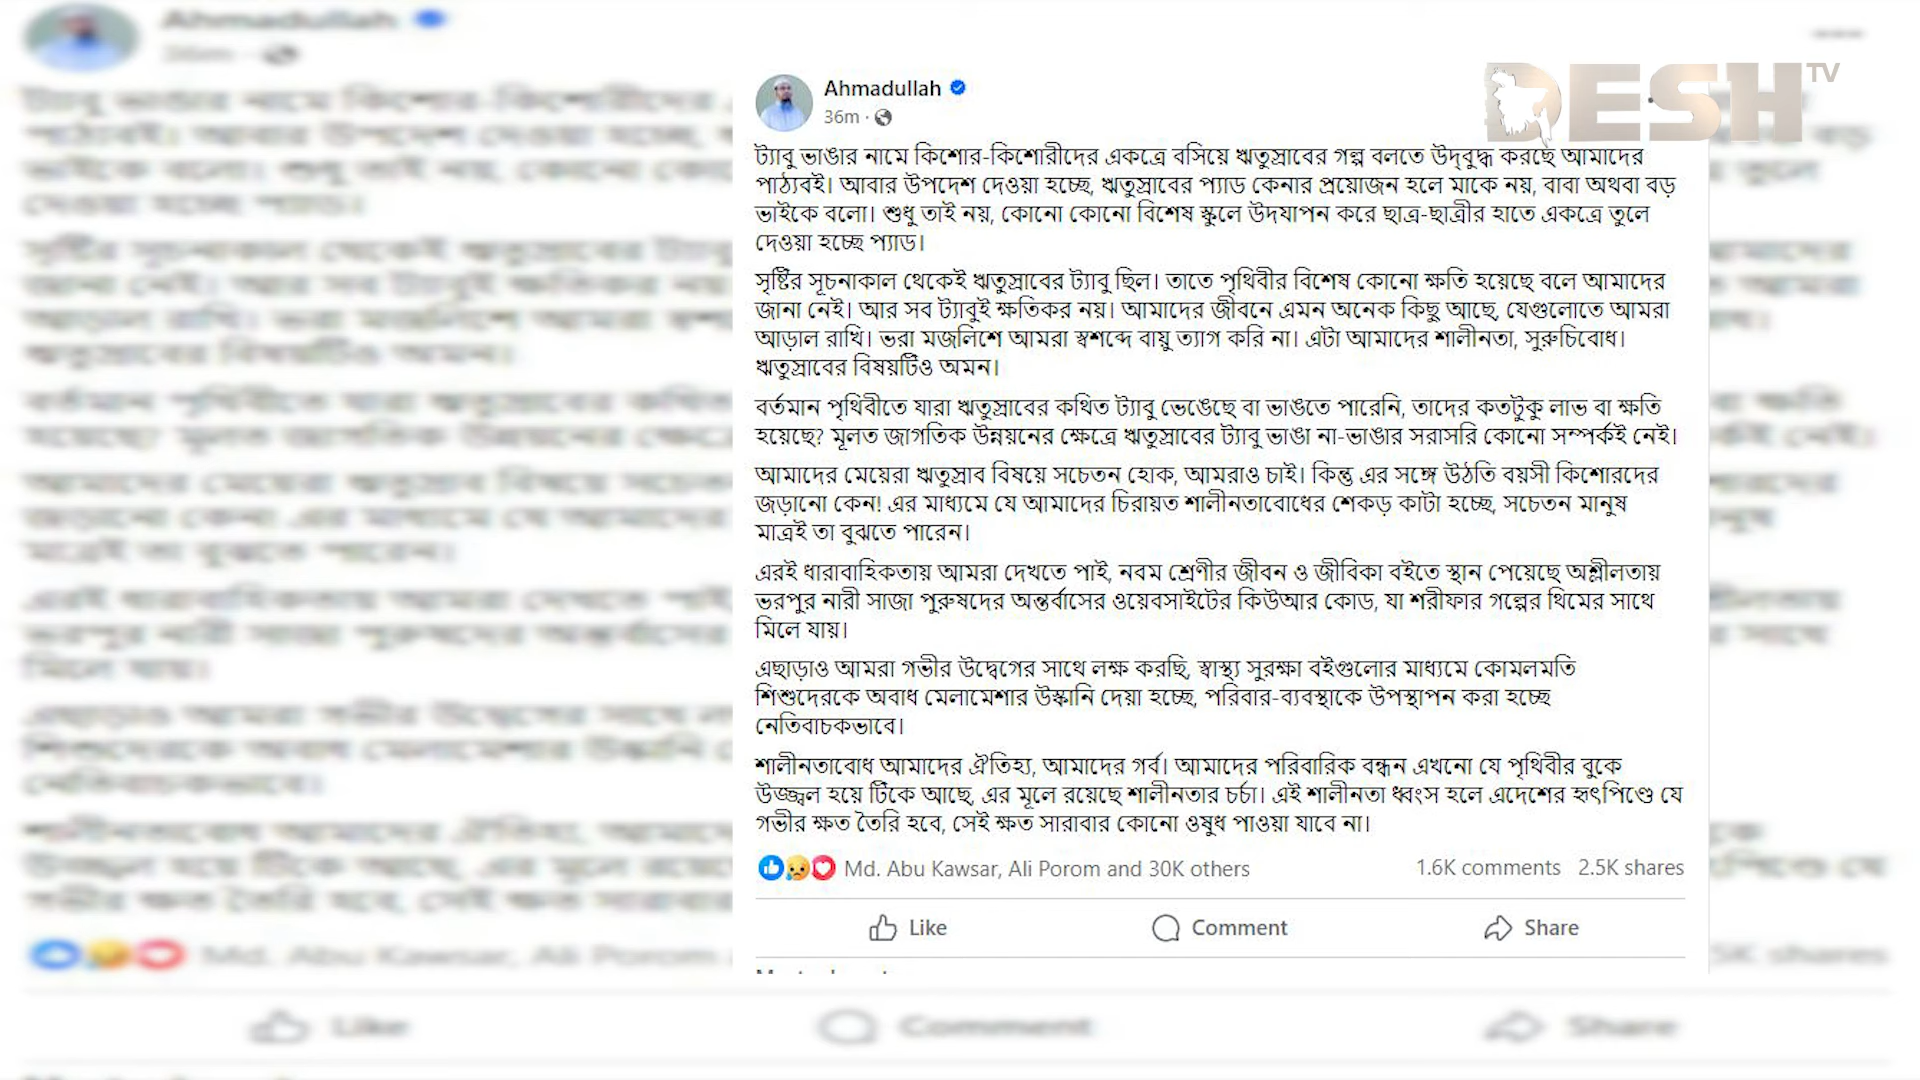 Ahmadullah
36m ·
DESH TV
ট্যাবু ভাঙার নামে কিশোর-কিশোরীদের একত্রে বসিয়ে ঋতুস্রাবের গল্প বলতে উদ্‌বুদ্ধ করছে আমাদের
পাঠ্যবই। আবার উপদেশ দেওয়া হচ্ছে, ঋতুস্রাবের প্যাড কেনার প্রয়োজন হলে মাকে নয়, বাবা অথবা বড়
ভাইকে বলো। শুধু তাই নয়, কোনো কোনো বিশেষ স্কুলে উদযাপন করে ছাত্র-ছাত্রীর হাতে একত্রে তুলে
দেওয়া হচ্ছে প্যাড।
সৃষ্টির সূচনাকাল থেকেই ঋতুস্রাবের ট্যাবু ছিল। তাতে পৃথিবীর বিশেষ কোনো ক্ষতি হয়েছে বলে আমাদের
জানা নেই। আর সব ট্যাবুই ক্ষতিকর নয়। আমাদের জীবনে এমন অনেক কিছু আছে, যেগুলোতে আমরা
আড়াল রাখি। ভরা মজলিশে আমরা স্বশব্দে বায়ু ত্যাগ করি না। এটা আমাদের শালীনতা, সুরুচিবোধ।
ঋতুস্রাবের বিষয়টিও অমন।
বর্তমান পৃথিবীতে যারা ঋতুস্রাবের কথিত ট্যাবু ভেঙেছে বা ভাঙতে পারেনি, তাদের কতটুকু লাভ বা ক্ষতি
হয়েছে? মূলত জাগতিক উন্নয়নের ক্ষেত্রে ঋতুস্রাবের ট্যাবু ভাঙা না-ভাঙার সরাসরি কোনো সম্পর্কই নেই।
আমাদের মেয়েরা ঋতুস্রাব বিষয়ে সচেতন হোক, আমরাও চাই। কিন্তু এর সঙ্গে উঠতি বয়সী কিশোরদের
জড়ানো কেন! এর মাধ্যমে যে আমাদের চিরায়ত শালীনতাবোধের শেকড় কাটা হচ্ছে, সচেতন মানুষ
মাত্রই তা বুঝতে পারেন।
এরই ধারাবাহিকতায় আমরা দেখতে পাই, নবম শ্রেণীর জীবন ও জীবিকা বইতে স্থান পেয়েছে অশ্লীলতায়
ভরপুর নারী সাজা পুরুষদের অন্তর্বাসের ওয়েবসাইটের কিউআর কোড, যা শরীফার গল্পের থিমের সাথে
মিলে যায়।
এছাড়াও আমরা গভীর উদ্বেগের সাথে লক্ষ করছি, স্বাস্থ্য সুরক্ষা বইগুলোর মাধ্যমে কোমলমতি
শিশুদেরকে অবাধ মেলামেশার উস্কানি দেয়া হচ্ছে, পরিবার-ব্যবস্থাকে উপস্থাপন করা হচ্ছে
নেতিবাচকভাবে।
শালীনতাবোধ আমাদের ঐতিহ্য, আমাদের গর্ব। আমাদের পরিবারিক বন্ধন এখনো যে পৃথিবীর বুকে
উজ্জ্বল হয়ে টিকে আছে, এর মূলে রয়েছে শালীনতার চর্চা। এই শালীনতা ধ্বংস হলে এদেশের হৃৎপিণ্ডে যে
গভীর ক্ষত তৈরি হবে, সেই ক্ষত সারাবার কোনো ওষুধ পাওয়া যাবে না।
Md. Abu Kawsar, Ali Porom and 30K others 1.6K comments 2.5K shares
Like Comment Share